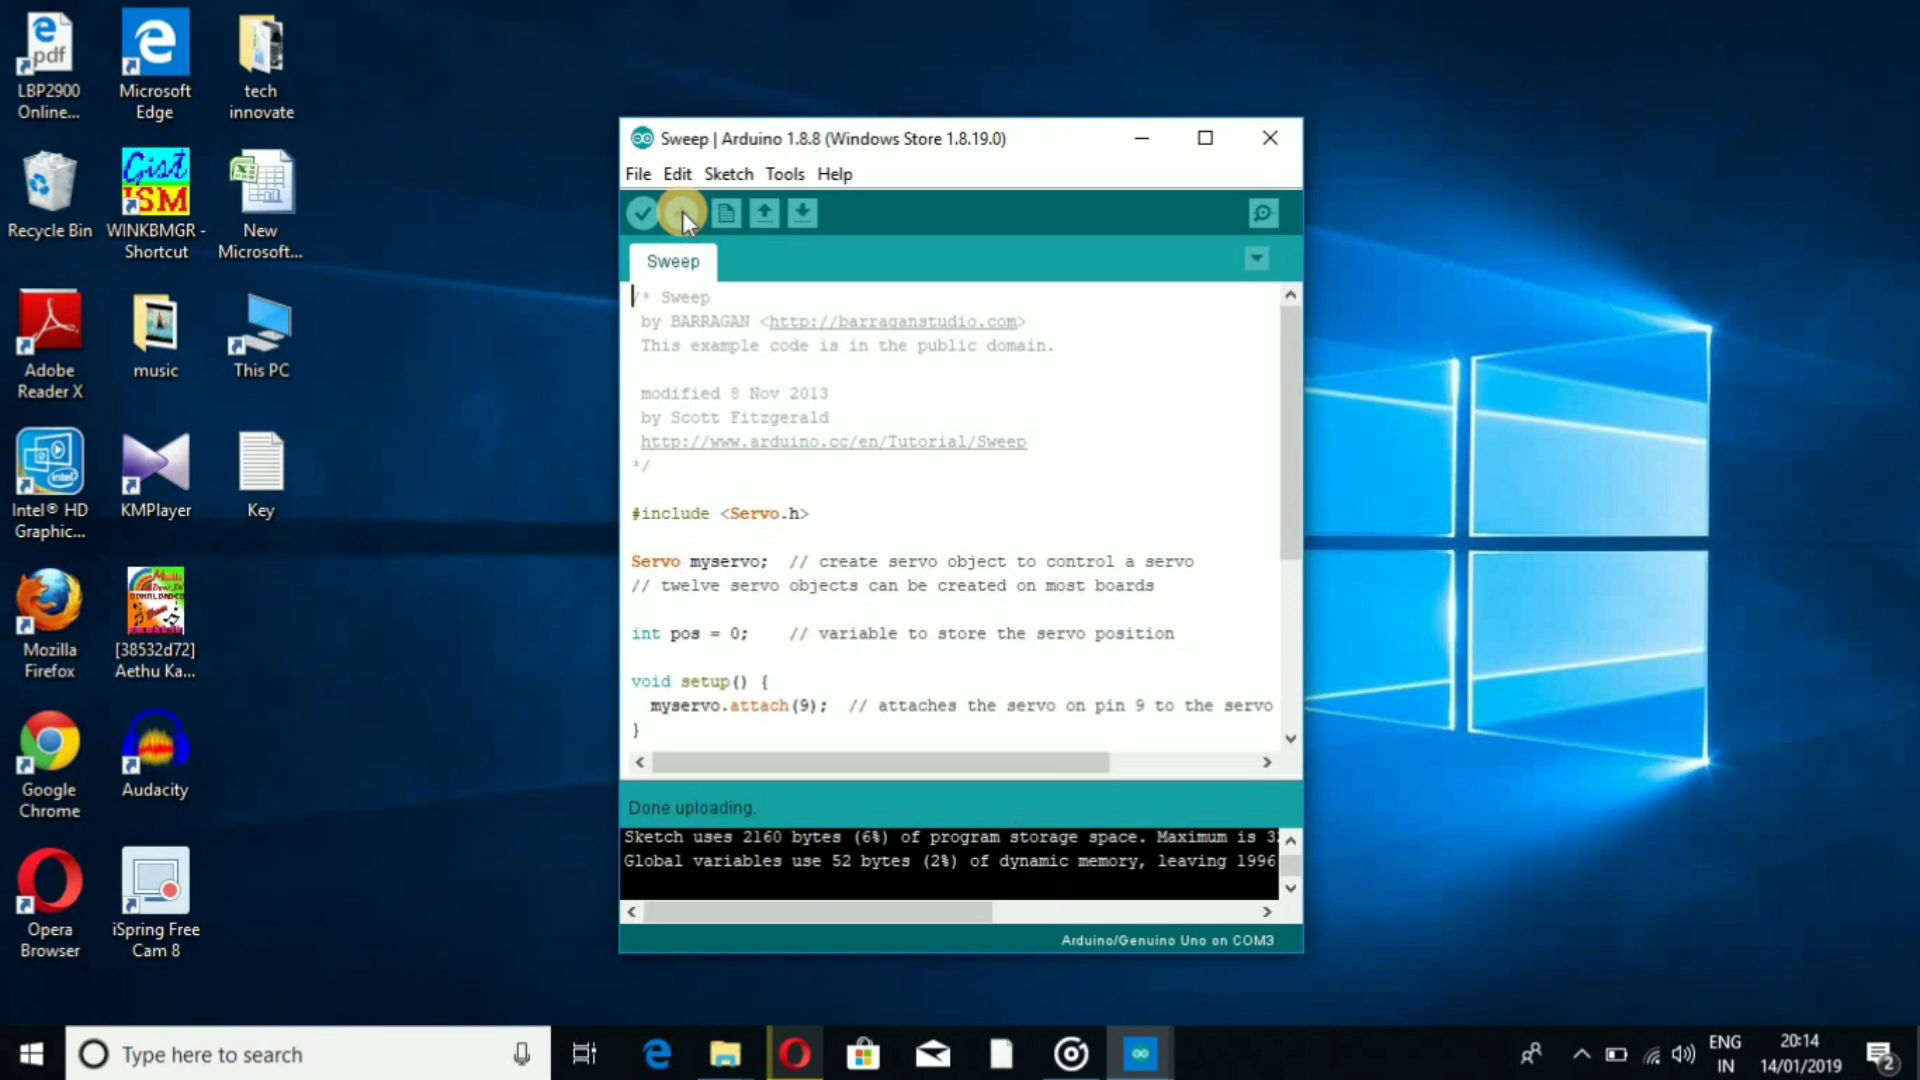 LBP2900
Online...
Microsoft
Edge
tech
innovate
Recycle Bin
WINKBMGR -
Shortcut
New
Microsoft...
Adobe
Reader X
music
This PC
Intel® HD
Graphic...
KMPlayer
Key
Mozilla
Firefox
[38532d72]
Aethu Ka...
Google
Chrome
Audacity
Opera
Browser
iSpring Free
Cam 8
pdf
Gist
ISM
intel
Sweep | Arduino 1.8.8 (Windows Store 1.8.19.0)
File Edit Sketch Tools Help
Sweep
/* Sweep
by BARRAGAN <http://barraganstudio.com>
This example code is in the public domain.
modified 8 Nov 2013
by Scott Fitzgerald
http://www.arduino.cc/en/Tutorial/Sweep
*/
#include <Servo.h>
Servo myservo;  // create servo object to control a servo
// twelve servo objects can be created on most boards
int pos = 0;    // variable to store the servo position
void setup() {
myservo.attach(9);  // attaches the servo on pin 9 to the servo
}
Done uploading.
Sketch uses 2160 bytes (6%) of program storage space. Maximum is 3
Global variables use 52 bytes (2%) of dynamic memory, leaving 1996
Arduino/Genuino Uno on COM3
Type here to search
ENG
IN
20:14
14/01/2019
2